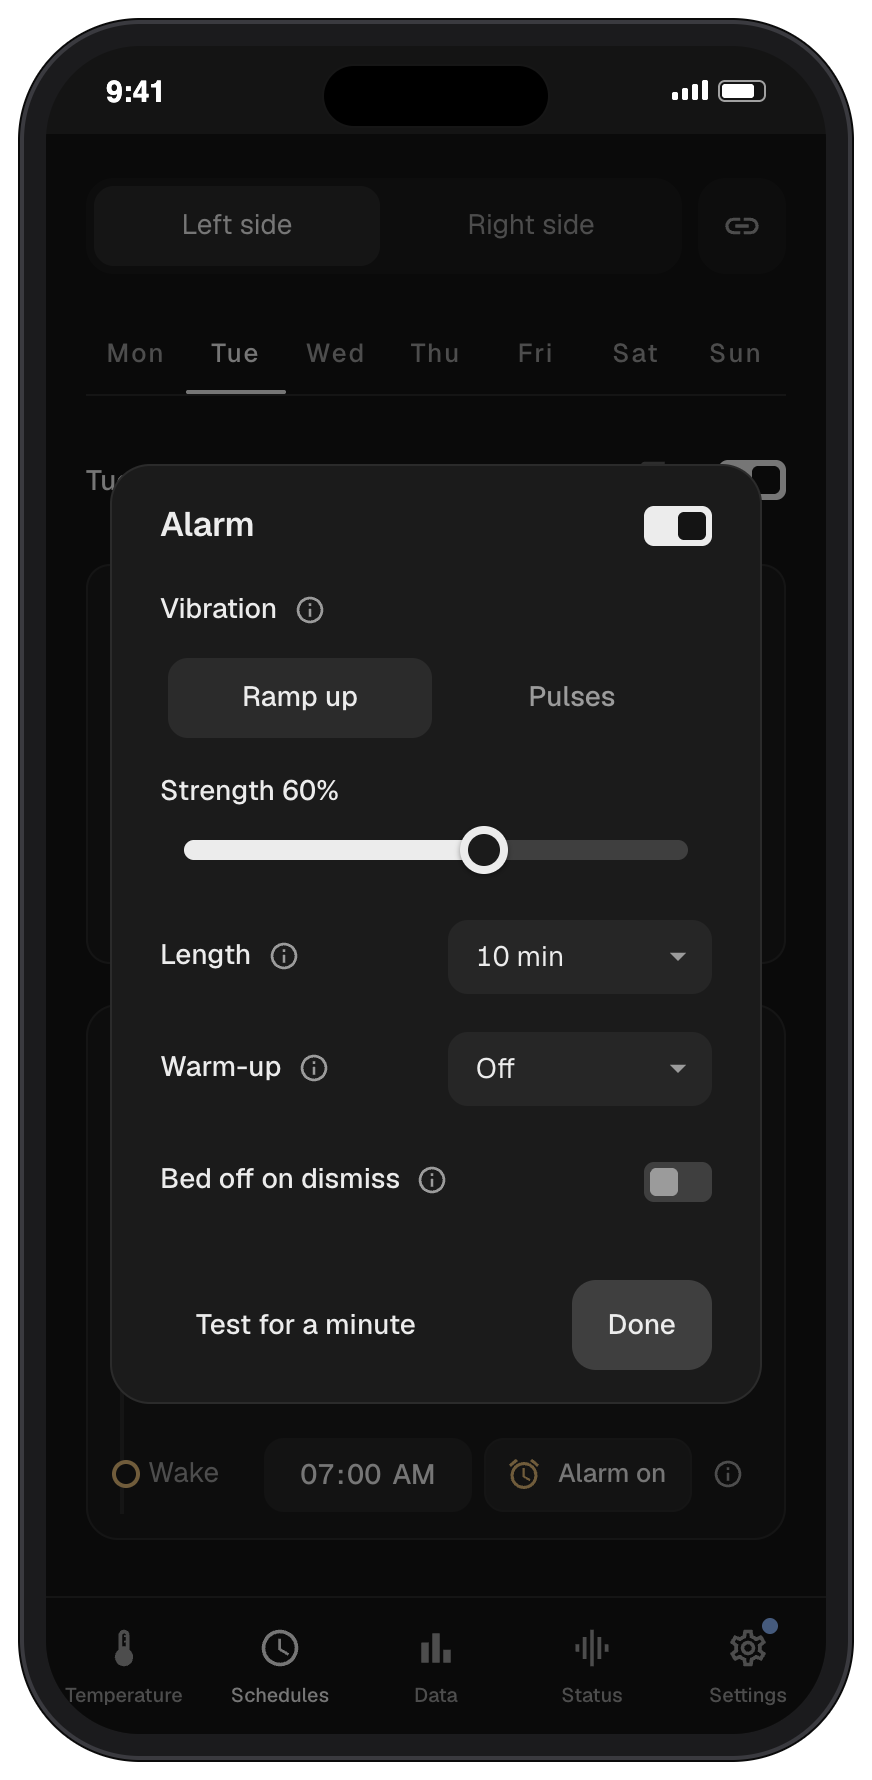 9:41
Left side Right side
Mon Tue Wed Thu Fri Sat Sun
Alarm
Vibration
Ramp up Pulses
Strength 60%
Length 10 min
Warm-up Off
Bed off on dismiss
Test for a minute Done
Wake 07:00 AM Alarm on
Temperature Schedules Data Status Settings